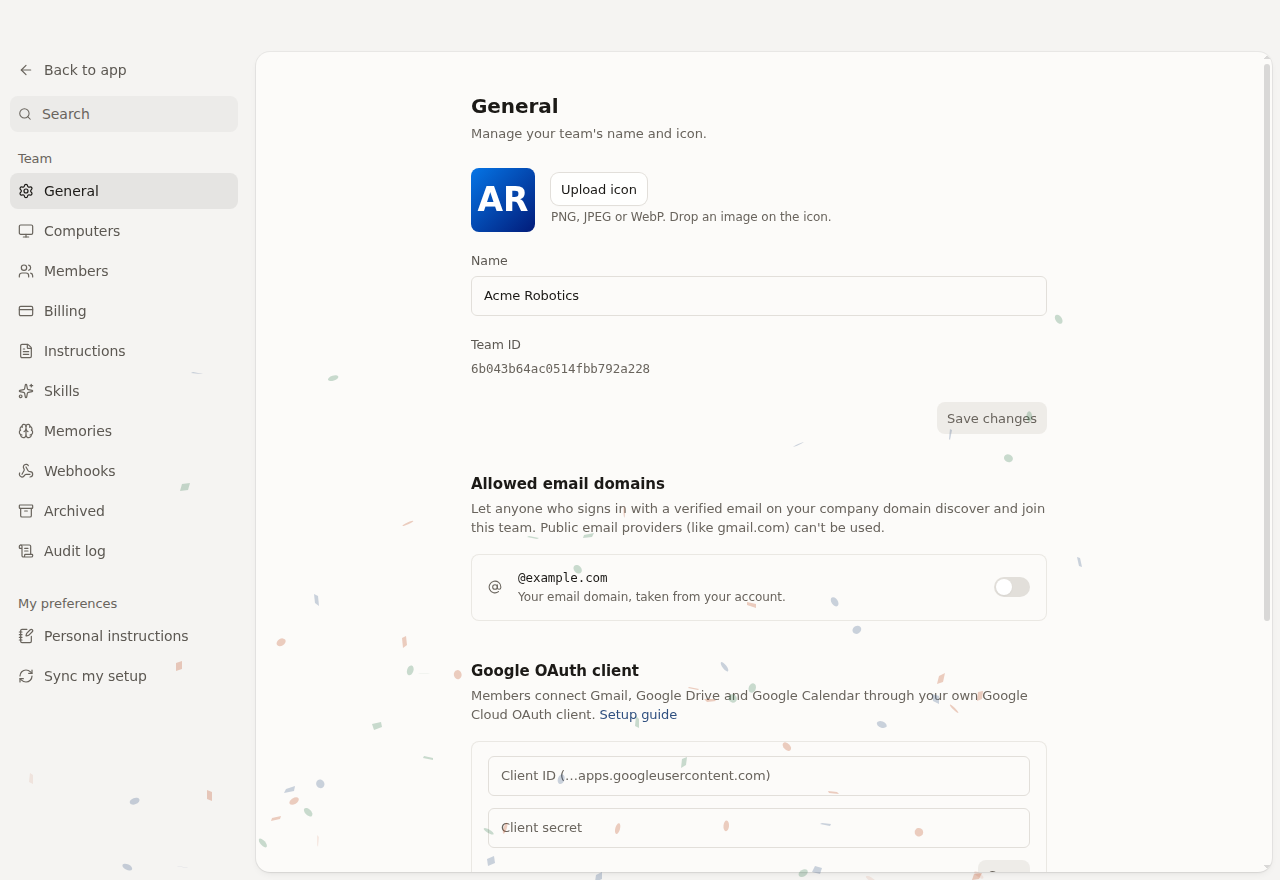 Back to app
Search
Team
General
Computers
Members
Billing
Instructions
Skills
Memories
Webhooks
Archived
Audit log
My preferences
Personal instructions
Sync my setup
General
Manage your team's name and icon.
AR
Upload icon
PNG, JPEG or WebP. Drop an image on the icon.
Name
Acme Robotics
Team ID
6b043b64ac0514fbb792a228
Save changes
Allowed email domains
Let anyone who signs in with a verified email on your company domain discover and join
this team. Public email providers (like gmail.com) can't be used.
@example.com
Your email domain, taken from your account.
Google OAuth client
Members connect Gmail, Google Drive and Google Calendar through your own Google
Cloud OAuth client. Setup guide
Client ID (...apps.googleusercontent.com)
Client secret